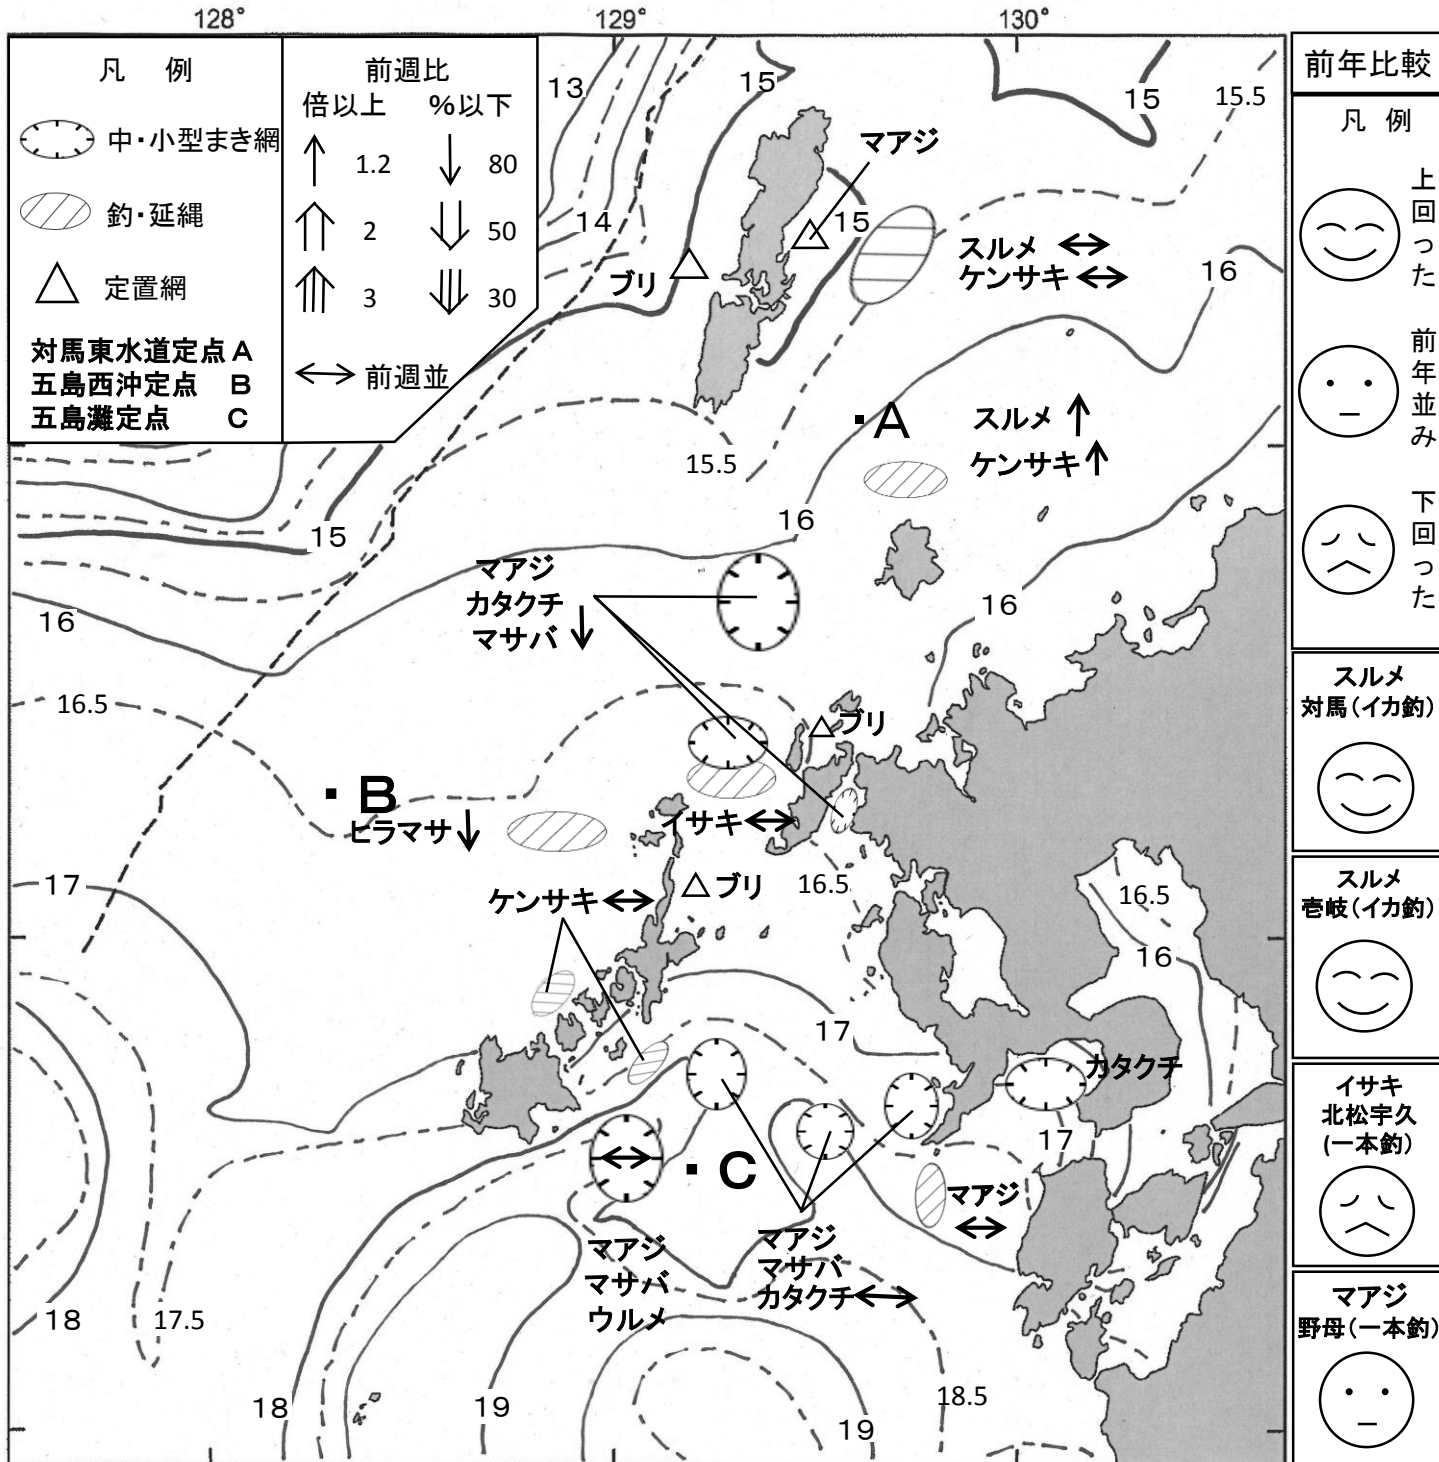 128°
129°
130°
凡 例
中・小型まき網
釣・延縄
定置網
対馬東水道定点 A
五島西沖定点 B
五島灘定点 C
前週比
倍以上 %以下
1.2 80
2 50
3 30
前週並
前年比較
凡 例
上回った
前年並み
下回った
スルメ
対馬(イカ釣)
スルメ
壱岐(イカ釣)
イサキ
北松宇久
(一本釣)
マアジ
野母(一本釣)
13
14
15
15
15.5
マアジ
15
ブリ
スルメ
ケンサキ
16
A
スルメ
ケンサキ
15.5
16
15
マアジ
カタクチ
マサバ
16
16
16.5
ブリ
B
ヒラマサ
イサキ
17
ケンサキ
ブリ
16.5
16.5
16
17
カタクチ
17
C
マアジ
マアジ
マサバ
ウルメ
マアジ
マサバ
カタクチ
18
17.5
18
19
19
18.5